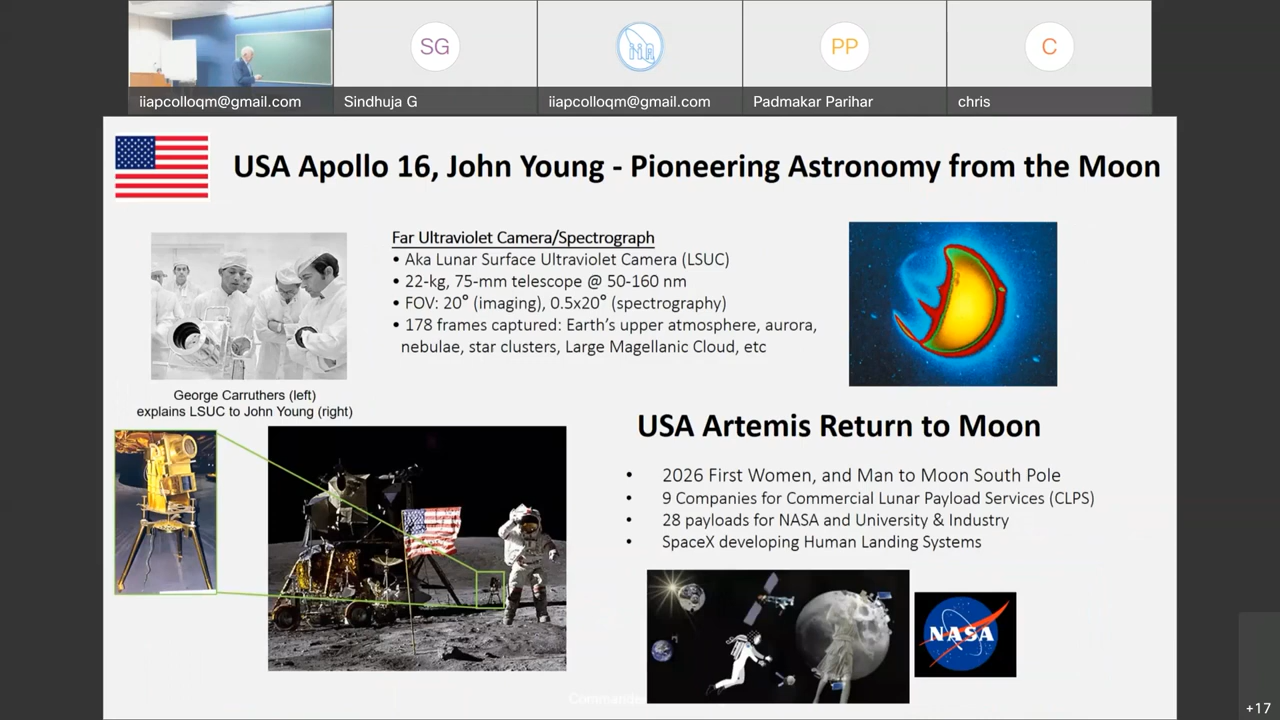 SG
PP
C
iiapcolloqm@gmail.com
Sindhuja G
iiapcolloqm@gmail.com
Padmakar Parihar
chris
USA Apollo 16, John Young - Pioneering Astronomy from the Moon
Far Ultraviolet Camera/Spectrograph
• Aka Lunar Surface Ultraviolet Camera (LSUC)
• 22-kg, 75-mm telescope @ 50-160 nm
• FOV: 20° (imaging), 0.5x20° (spectrography)
• 178 frames captured: Earth's upper atmosphere, aurora,
nebulae, star clusters, Large Magellanic Cloud, etc
George Carruthers (left)
explains LSUC to John Young (right)
USA Artemis Return to Moon
• 2026 First Women, and Man to Moon South Pole
• 9 Companies for Commercial Lunar Payload Services (CLPS)
• 28 payloads for NASA and University & Industry
• SpaceX developing Human Landing Systems
NASA
+17